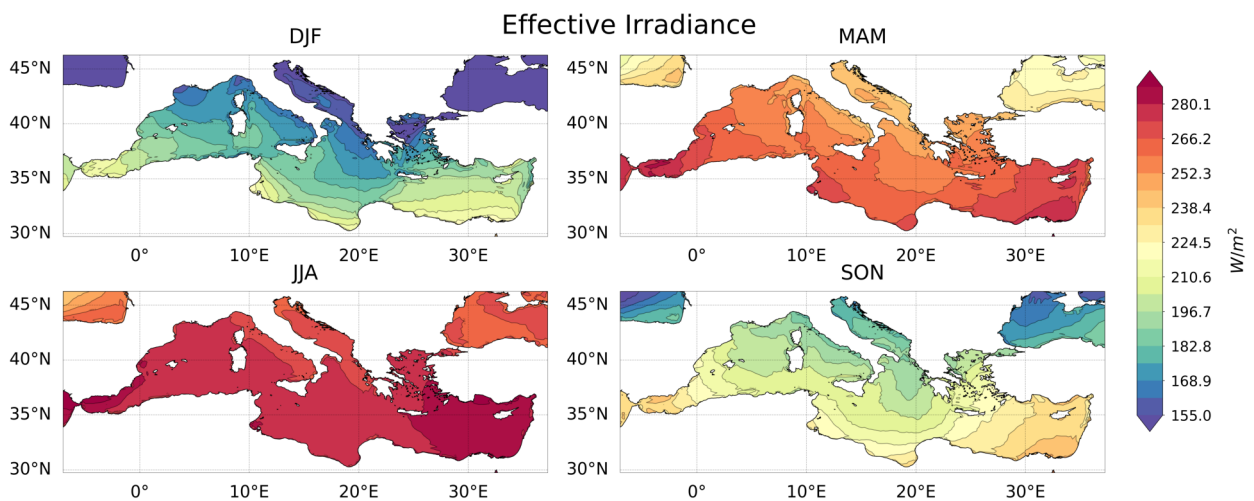 Effective Irradiance
DJF
MAM
45°N
40°N
35°N
30°N
0°
10°E
20°E
30°E
45°N
40°N
35°N
30°N
0°
10°E
20°E
30°E
JJA
SON
45°N
40°N
35°N
30°N
0°
10°E
20°E
30°E
45°N
40°N
35°N
30°N
0°
10°E
20°E
30°E
280.1
266.2
252.3
238.4
224.5
210.6
196.7
182.8
168.9
155.0
W/m²